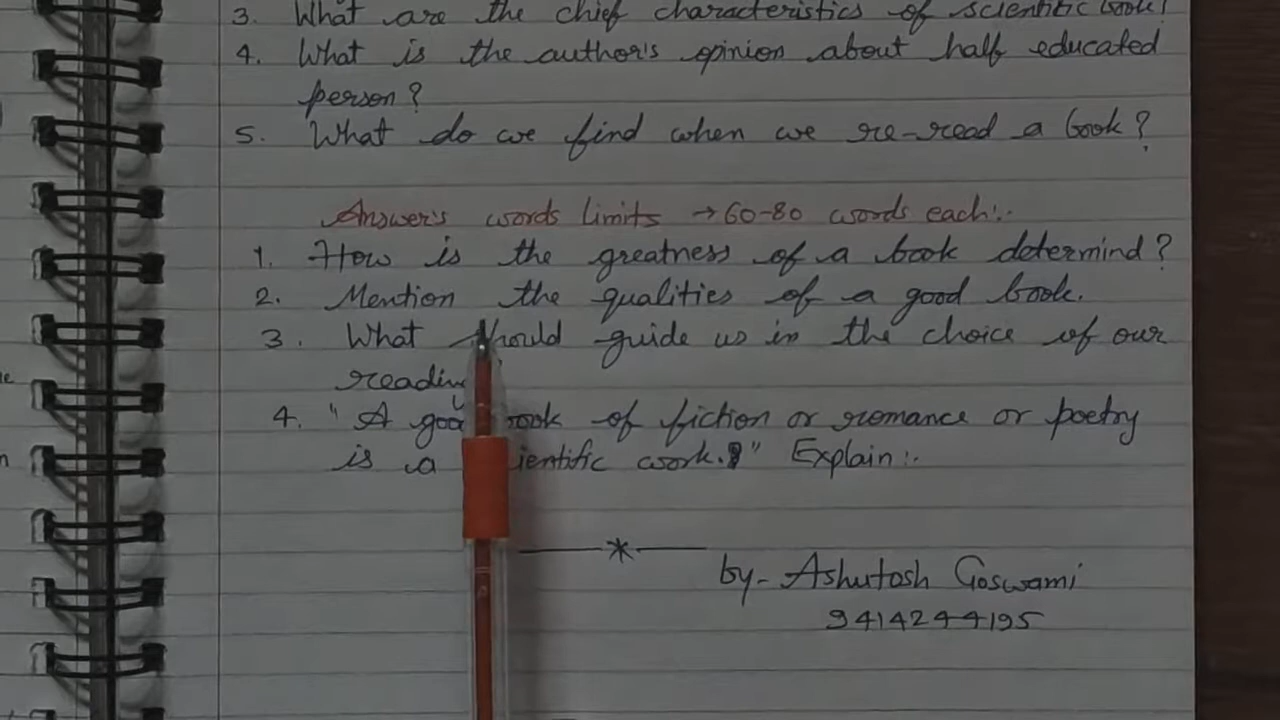 3. What are the chief characteristics of scientific book?
4. What is the author's opinion about half educated
person?
5. What do we find when we re-read a book?
Answer's words limits → 60-80 words each:.
1. How is the greatness of a book determind?
2. Mention the qualities of a good book.
3. What should guide us in the choice of our
4. " A of fiction or romance or poetry
is a work." Explain:.
by- Ashutosh Goswami
9414244195